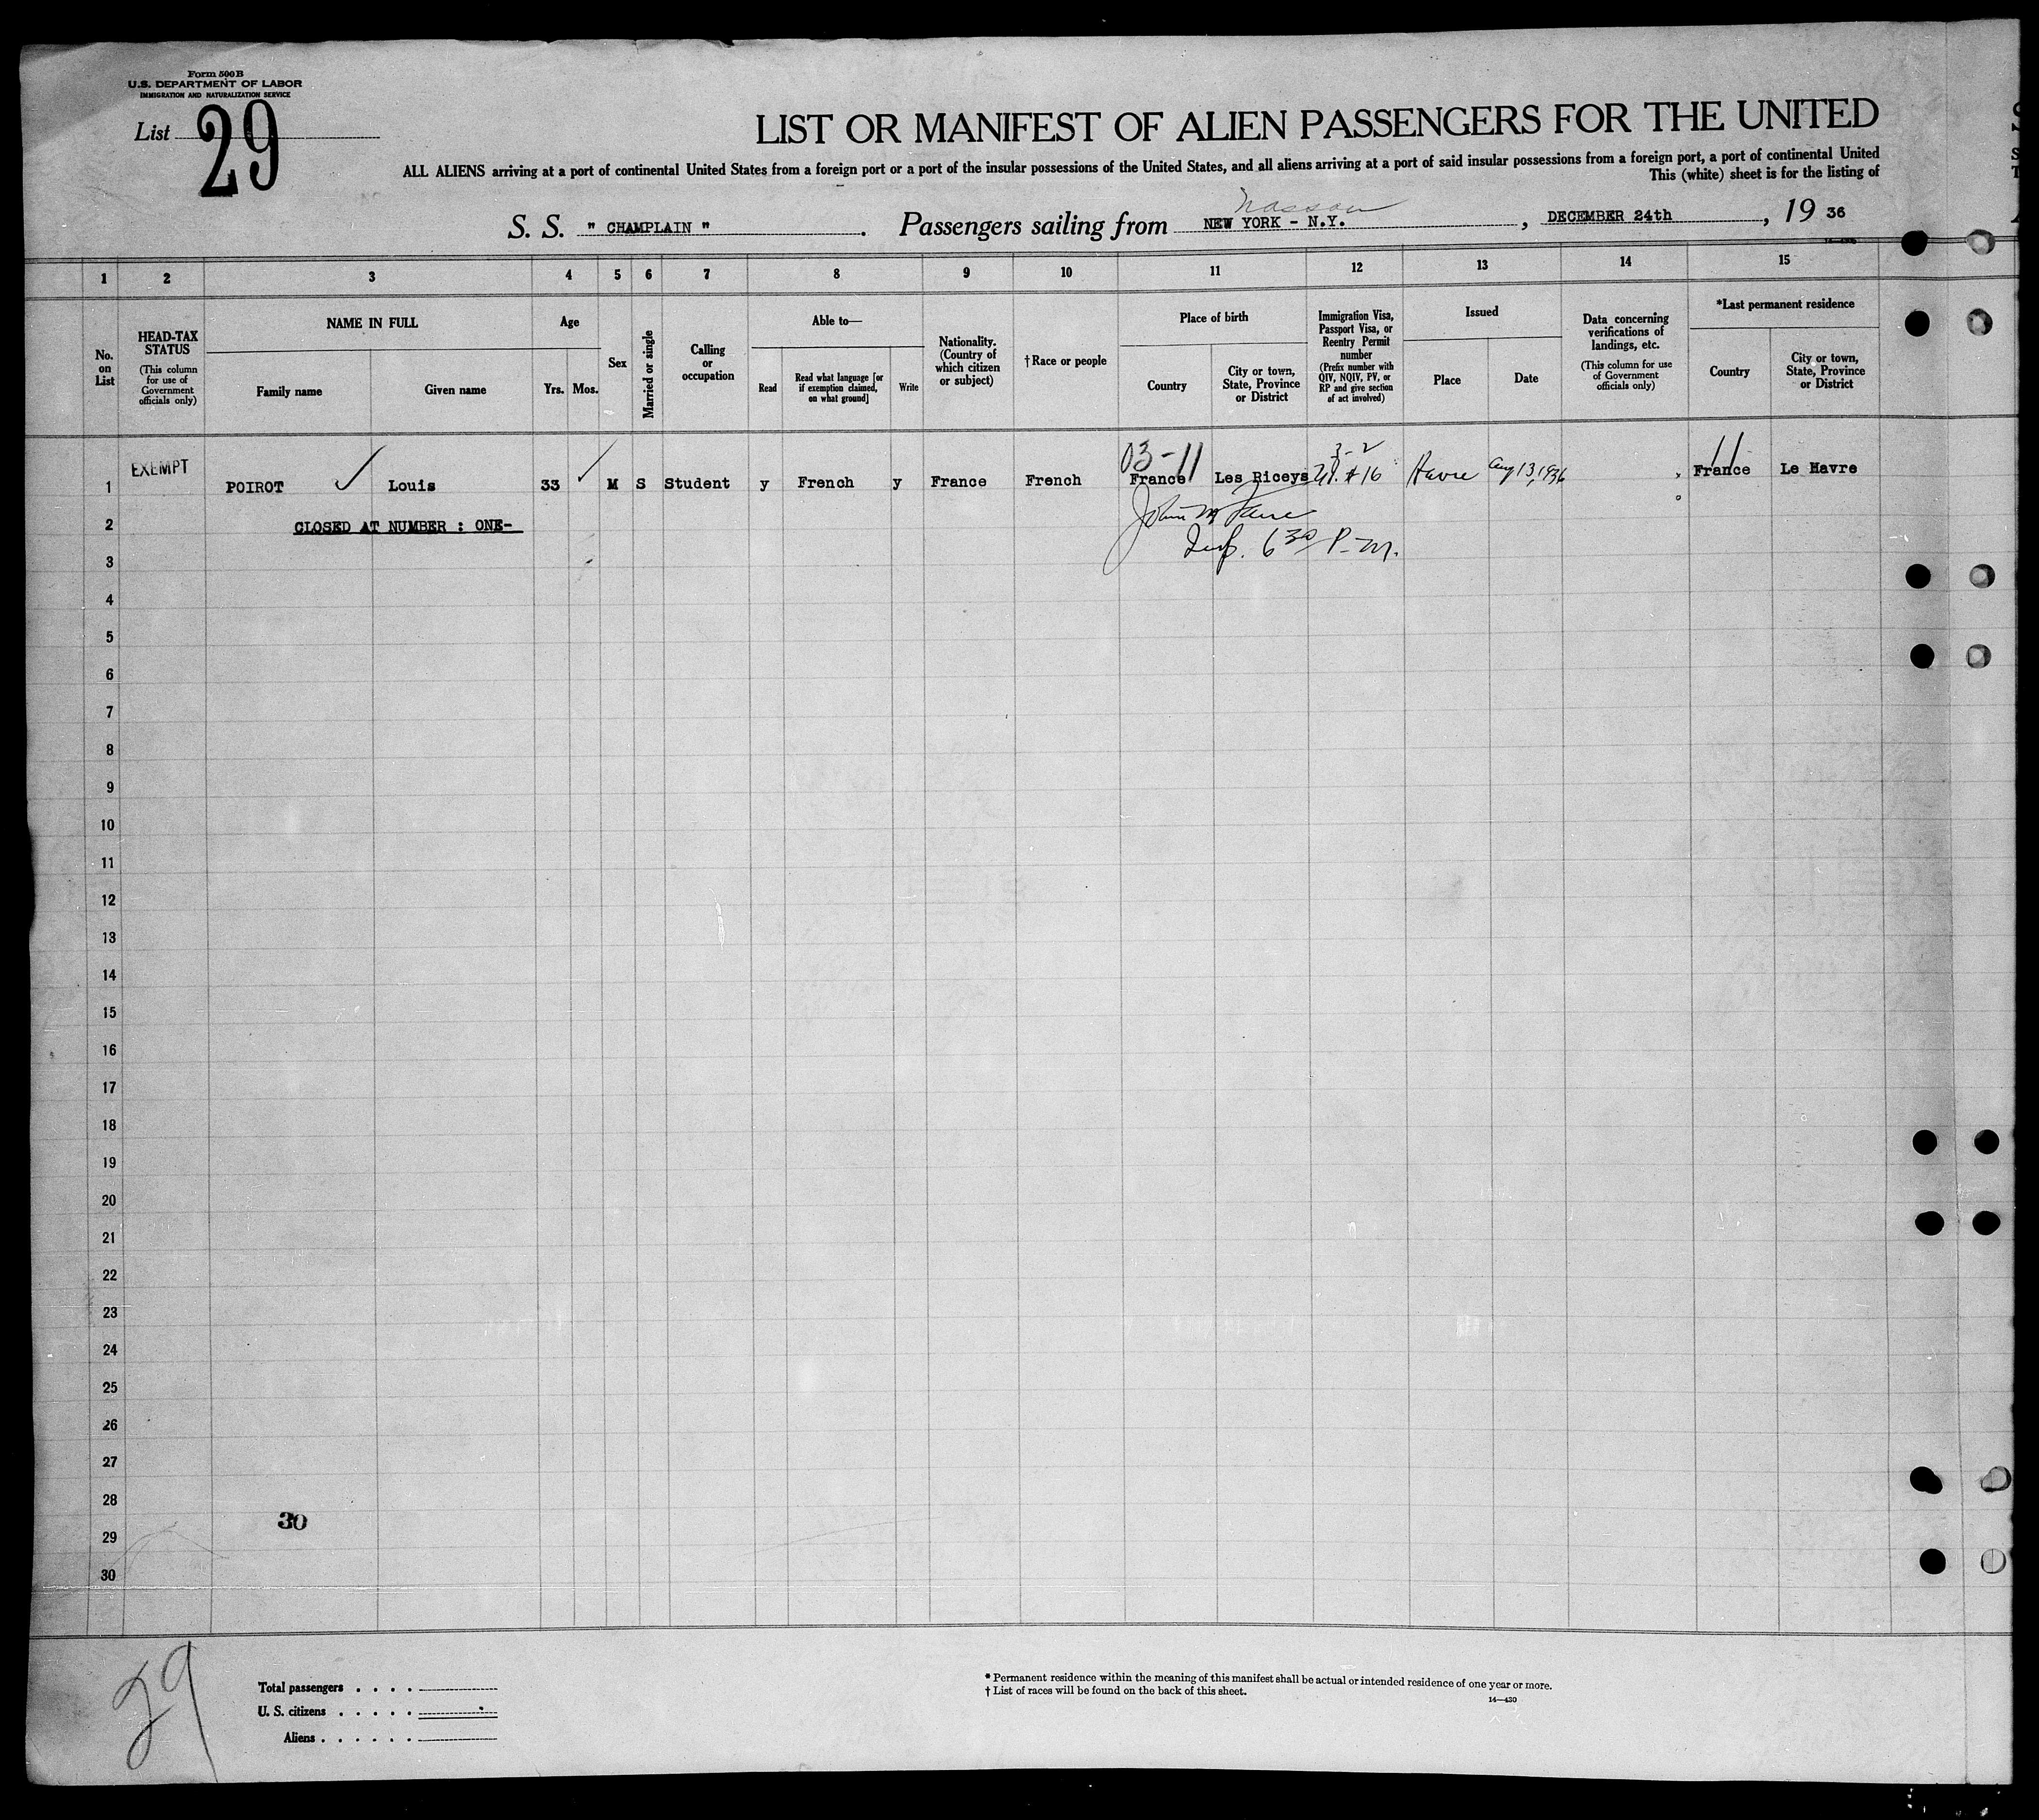 Form 500 B
U.S. DEPARTMENT OF LABOR
IMMIGRATION AND NATURALIZATION SERVICE
List 29
LIST OR MANIFEST OF ALIEN PASSENGERS FOR THE UNITED
ALL ALIENS arriving at a port of continental United States from a foreign port or a port of the insular possessions of the United States, and all aliens arriving at a port of said insular possessions from a foreign port, a port of continental United
This (white) sheet is for the listing of
Nassau
S. S. " CHAMPLAIN ". Passengers sailing from NEW YORK - N.Y., DECEMBER 24th, 19 36
1 2 3 4 5 6 7 8 9 10 11 12 13 14 15
No. on List
HEAD-TAX STATUS (This column for use of Government officials only)
NAME IN FULL
Family name
Given name
Age
Yrs. Mos.
Sex
Married or single
Calling or occupation
Able to—
Read
Read what language [or if exemption claimed, on what ground]
Write
Nationality. (Country of which citizen or subject)
†Race or people
Place of birth
Country
City or town, State, Province or District
Immigration Visa, Passport Visa, or Reentry Permit number (Prefix number with QIV, NQIV, PV, or RP and give section of act involved)
Issued
Place
Date
Data concerning verifications of landings, etc. (This column for use of Government officials only)
*Last permanent residence
Country
City or town, State, Province or District
03-11 3-2 11
1 EXEMPT POIROT Louis 33 M S Student y French y France French France Les Riceys # 16 Havre Aug 13, 1936 France Le Havre
2 CLOSED AT NUMBER : ONE-
John M
Insp. 6 30 P.M.
3
4
5
6
7
8
9
10
11
12
13
14
15
16
17
18
19
20
21
22
23
24
25
26
27
28
30
29
30
29
Total passengers . . . .
U. S. citizens . . . . .
Aliens . . . . . .
* Permanent residence within the meaning of this manifest shall be actual or intended residence of one year or more.
† List of races will be found on the back of this sheet.
14—430